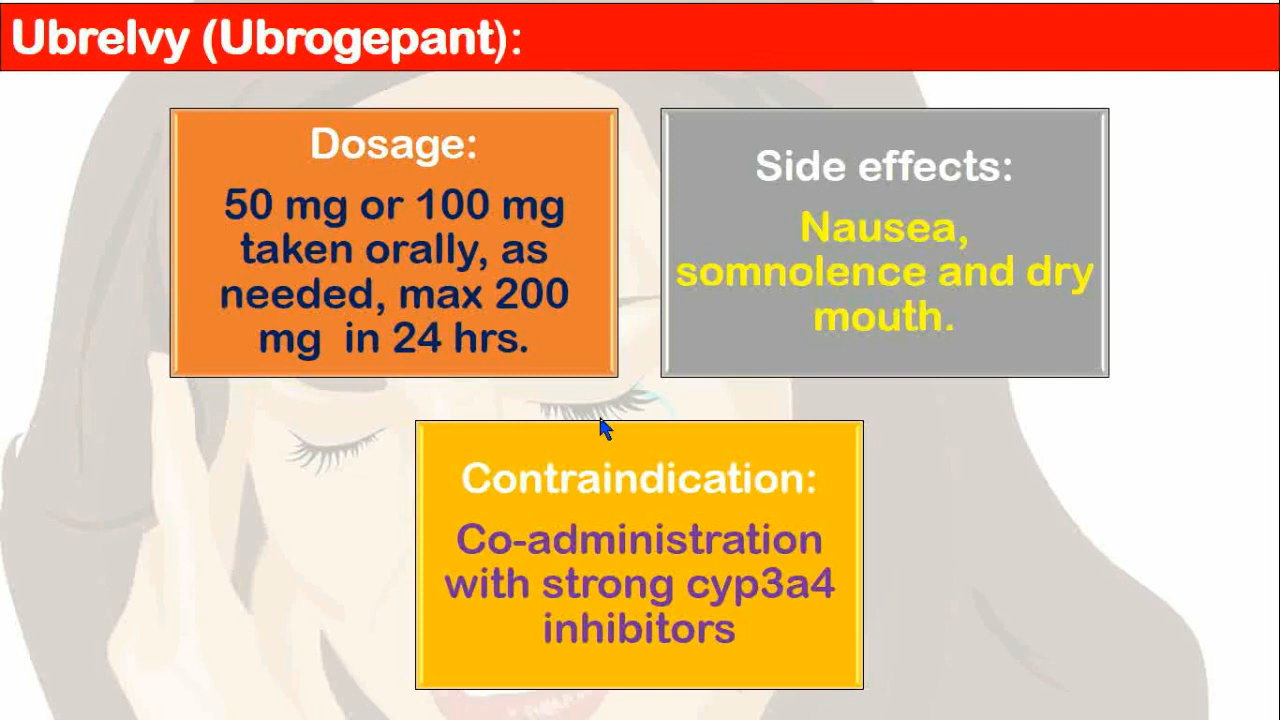 Ubrelvy (Ubrogepant):
Dosage:
50 mg or 100 mg
taken orally, as
needed, max 200
mg  in 24 hrs.
Side effects:
Nausea,
somnolence and dry
mouth.
Contraindication:
Co-administration
with strong cyp3a4
inhibitors